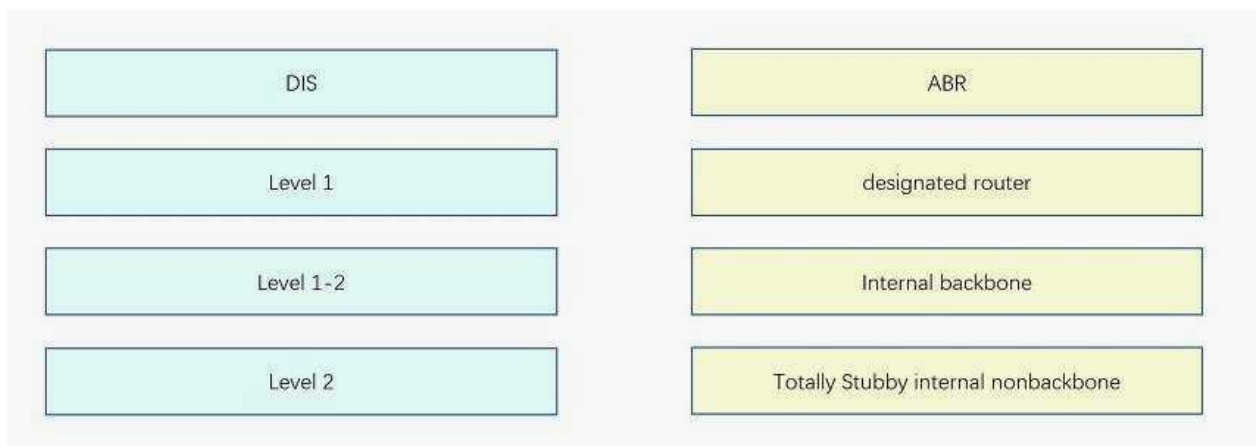 DIS
ABR
Level 1
designated router
Level 1-2
Internal backbone
Level 2
Totally Stubby internal nonbackbone